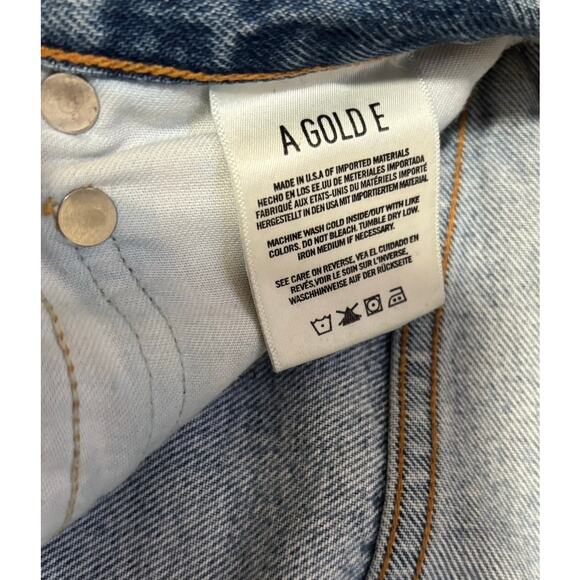 A GOLD E
MADE IN U.S.A OF IMPORTED MATERIALS
HECHO EN LOS EE.UU DE METERIALES IMPORTADA
FABRIQUÉ AUX ETATS-UNIS DU MATÉRIELS IMPORTÉ
HERGESTELLT IN DEN USA MIT IMPORTIERTEM MATERIAL
MACHINE WASH COLD INSIDE/OUT WITH LIKE
COLORS. DO NOT BLEACH. TUMBLE DRY LOW.
IRON MEDIUM IF NECESSARY.
SEE CARE ON REVERSE, VEA EL CUIDADO EN
REVÉS,VOIR LE SOIN SUR L'INVERSE,
WASCHHINWEISE AUF DER RÜCKSEITE